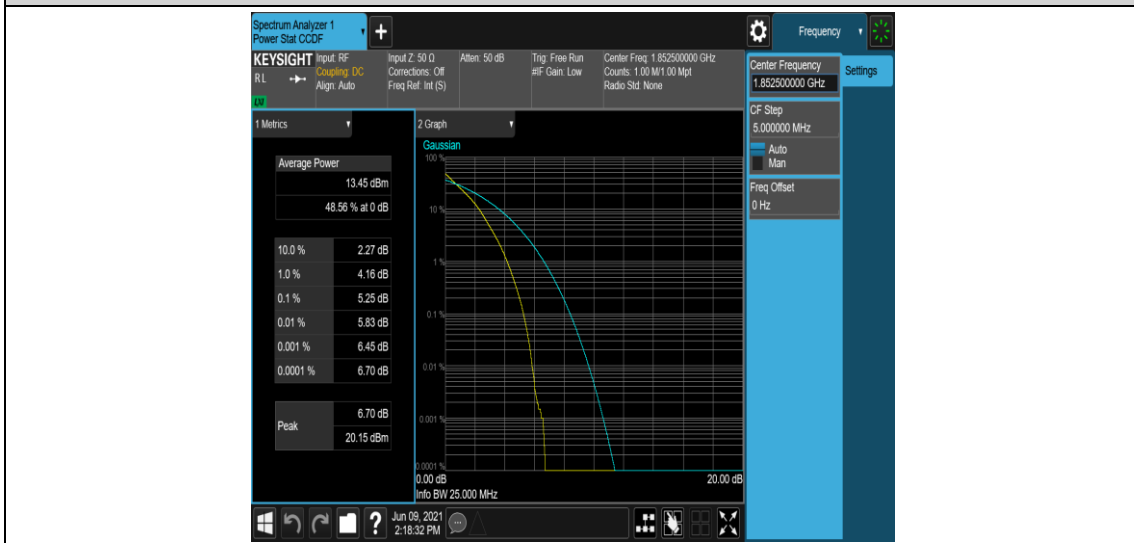 Spectrum Analyzer 1
Power Stat CCDF
+
Frequency
KEYSIGHT
RL
LXI
Input: RF
Coupling: DC
Align: Auto
Input Z: 50 Ω
Corrections: Off
Freq Ref: Int (S)
Atten: 50 dB
Trig: Free Run
#IF Gain: Low
Center Freq: 1.852500000 GHz
Counts: 1.00 M/1.00 Mpt
Radio Std: None
Center Frequency
1.852500000 GHz
Settings
CF Step
5.000000 MHz
Auto
Man
Freq Offset
0 Hz
1 Metrics
Average Power
13.45 dBm
48.56 % at 0 dB
10.0 % 2.27 dB
1.0 % 4.16 dB
0.1 % 5.25 dB
0.01 % 5.83 dB
0.001 % 6.45 dB
0.0001 % 6.70 dB
Peak
6.70 dB
20.15 dBm
2 Graph
Gaussian
100 %
10 %
1 %
0.1 %
0.01 %
0.001 %
0.0001 %
0.00 dB 20.00 dB
Info BW 25.000 MHz
?
Jun 09, 2021
2:18:32 PM